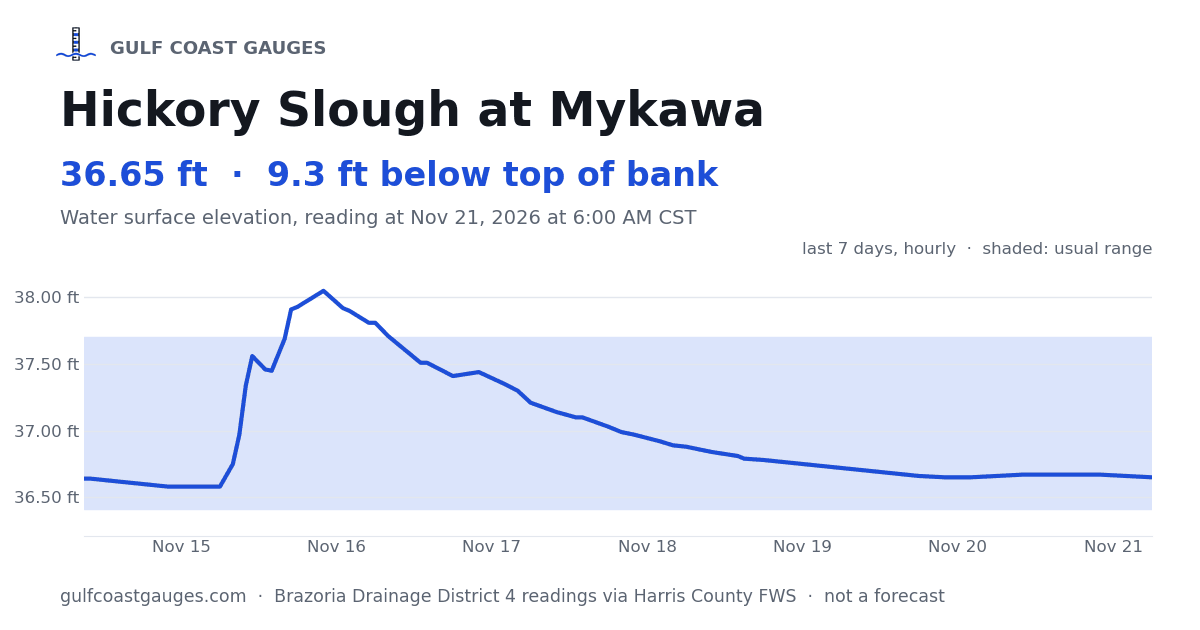 GULF COAST GAUGES
Hickory Slough at Mykawa
36.65 ft · 9.3 ft below top of bank
Water surface elevation, reading at Nov 21, 2026 at 6:00 AM CST
last 7 days, hourly · shaded: usual range
38.00 ft
37.50 ft
37.00 ft
36.50 ft
Nov 15 Nov 16 Nov 17 Nov 18 Nov 19 Nov 20 Nov 21
gulfcoastgauges.com · Brazoria Drainage District 4 readings via Harris County FWS · not a forecast